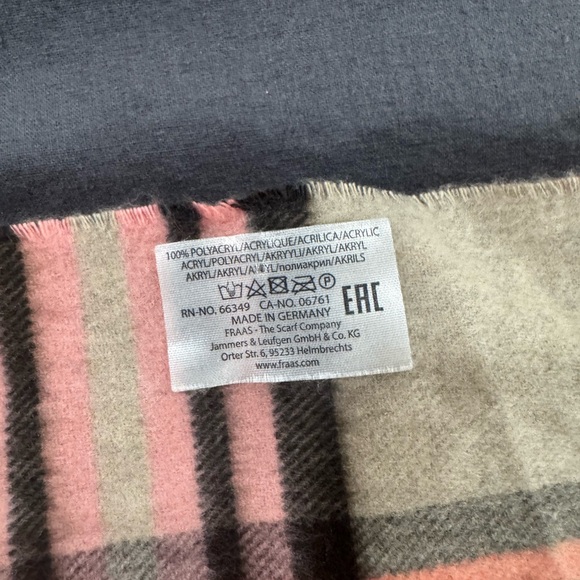 100% POLYACRYL/ACRYLIQUE/ACRILICA/ACRYLIC
ACRYL/POLYACRYL/AKRYYLI/AKRYL/AKRYL
AKRYL/AKRYL/AKRYL/полиакрил/AKRILS
P
RN-NO. 66349 CA-NO. 06761
EAC
MADE IN GERMANY
FRAAS - The Scarf Company
Jammers & Leufgen GmbH & Co. KG
Orter Str. 6, 95233 Helmbrechts
www.fraas.com